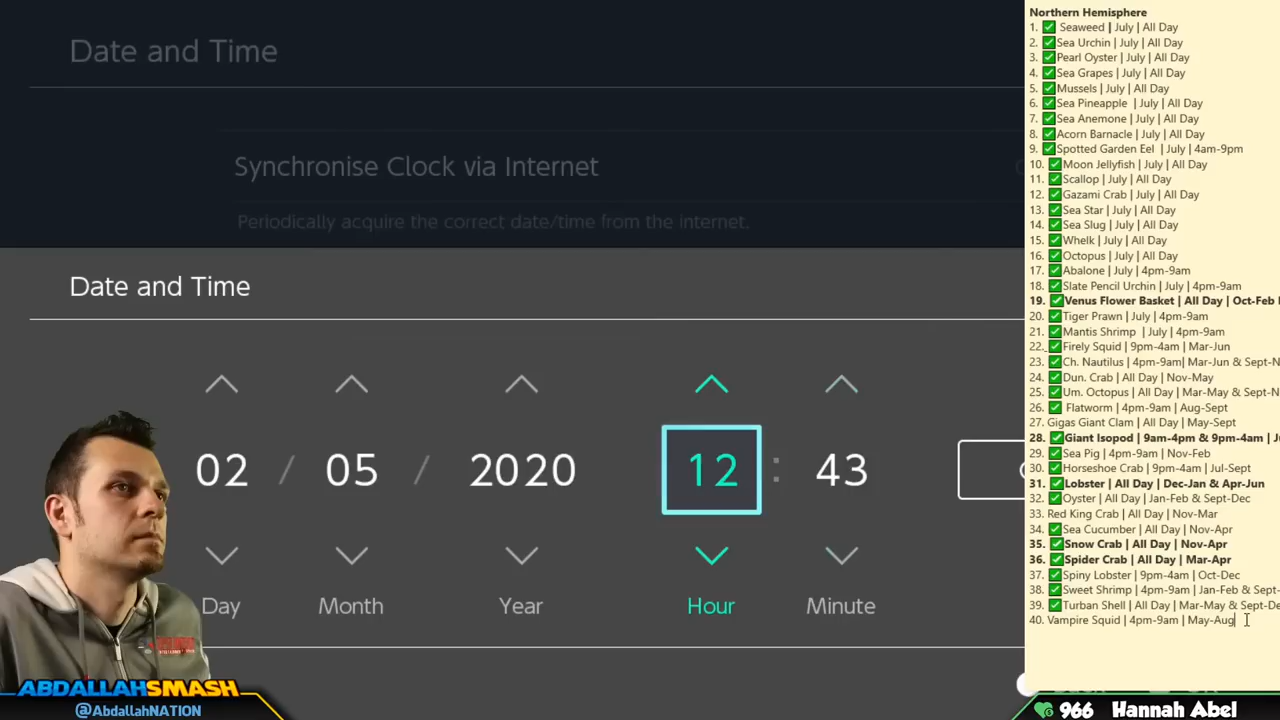 Date and Time
Synchronise Clock via Internet
Periodically acquire the correct date/time from the internet.
Date and Time
02 / 05 / 2020 12 : 43
Day Month Year Hour Minute
Northern Hemisphere
1. ✅ Seaweed | July | All Day
2. ✅Sea Urchin | July | All Day
3. ✅Pearl Oyster | July | All Day
4. ✅Sea Grapes | July | All Day
5. ✅Mussels | July | All Day
6. ✅Sea Pineapple | July | All Day
7. ✅Sea Anemone | July | All Day
8. ✅Acorn Barnacle | July | All Day
9. ✅Spotted Garden Eel | July | 4am-9pm
10. ✅Moon Jellyfish | July | All Day
11. ✅Scallop | July | All Day
12. ✅Gazami Crab | July | All Day
13. ✅Sea Star | July | All Day
14. ✅Sea Slug | July | All Day
15. ✅Whelk | July | All Day
16. ✅Octopus | July | All Day
17. ✅Abalone | July | 4pm-9am
18. ✅Slate Pencil Urchin | July | 4pm-9am
19. ✅Venus Flower Basket | All Day | Oct-Feb
20. ✅Tiger Prawn | July | 4pm-9am
21. ✅Mantis Shrimp | July | 4pm-9am
22. ✅Firely Squid | 9pm-4am | Mar-Jun
23. ✅Ch. Nautilus | 4pm-9am| Mar-Jun & Sept-N
24. ✅Dun. Crab | All Day | Nov-May
25. ✅Um. Octopus | All Day | Mar-May & Sept-N
26. ✅ Flatworm | 4pm-9am | Aug-Sept
27. Gigas Giant Clam | All Day | May-Sept
28. ✅Giant Isopod | 9am-4pm & 9pm-4am | J
29. ✅Sea Pig | 4pm-9am | Nov-Feb
30. ✅Horseshoe Crab | 9pm-4am | Jul-Sept
31. ✅Lobster | All Day | Dec-Jan & Apr-Jun
32. ✅Oyster | All Day | Jan-Feb & Sept-Dec
33. Red King Crab | All Day | Nov-Mar
34. ✅Sea Cucumber | All Day | Nov-Apr
35. ✅Snow Crab | All Day | Nov-Apr
36. ✅Spider Crab | All Day | Mar-Apr
37. ✅Spiny Lobster | 9pm-4am | Oct-Dec
38. ✅Sweet Shrimp | 4pm-9am | Jan-Feb & Sept-
39. ✅Turban Shell | All Day | Mar-May & Sept-De
40. Vampire Squid | 4pm-9am | May-Aug
ABDALLAHSMASH
@AbdallahNATION
966 Hannah Abel